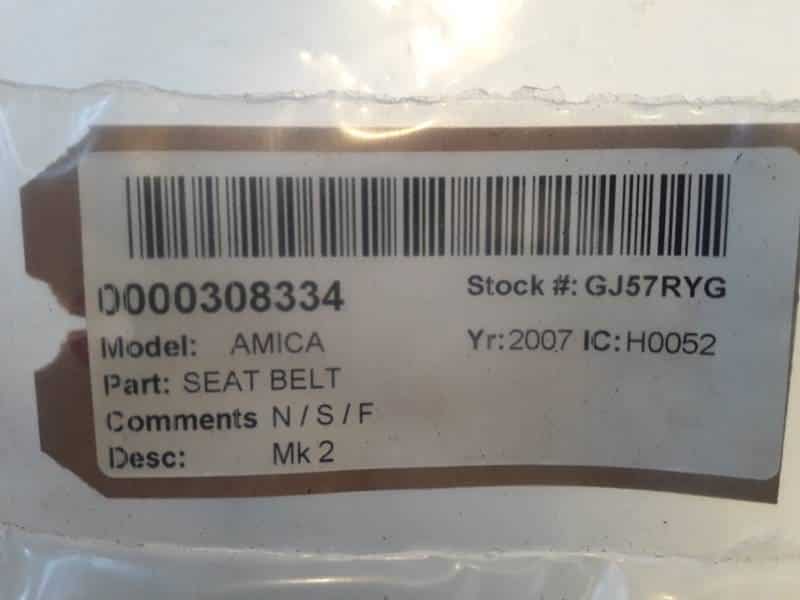 0000308334 Stock #: GJ57RYG
Model: AMICA Yr: 2007 IC: H0052
Part: SEAT BELT
Comments N / S / F
Desc: Mk 2